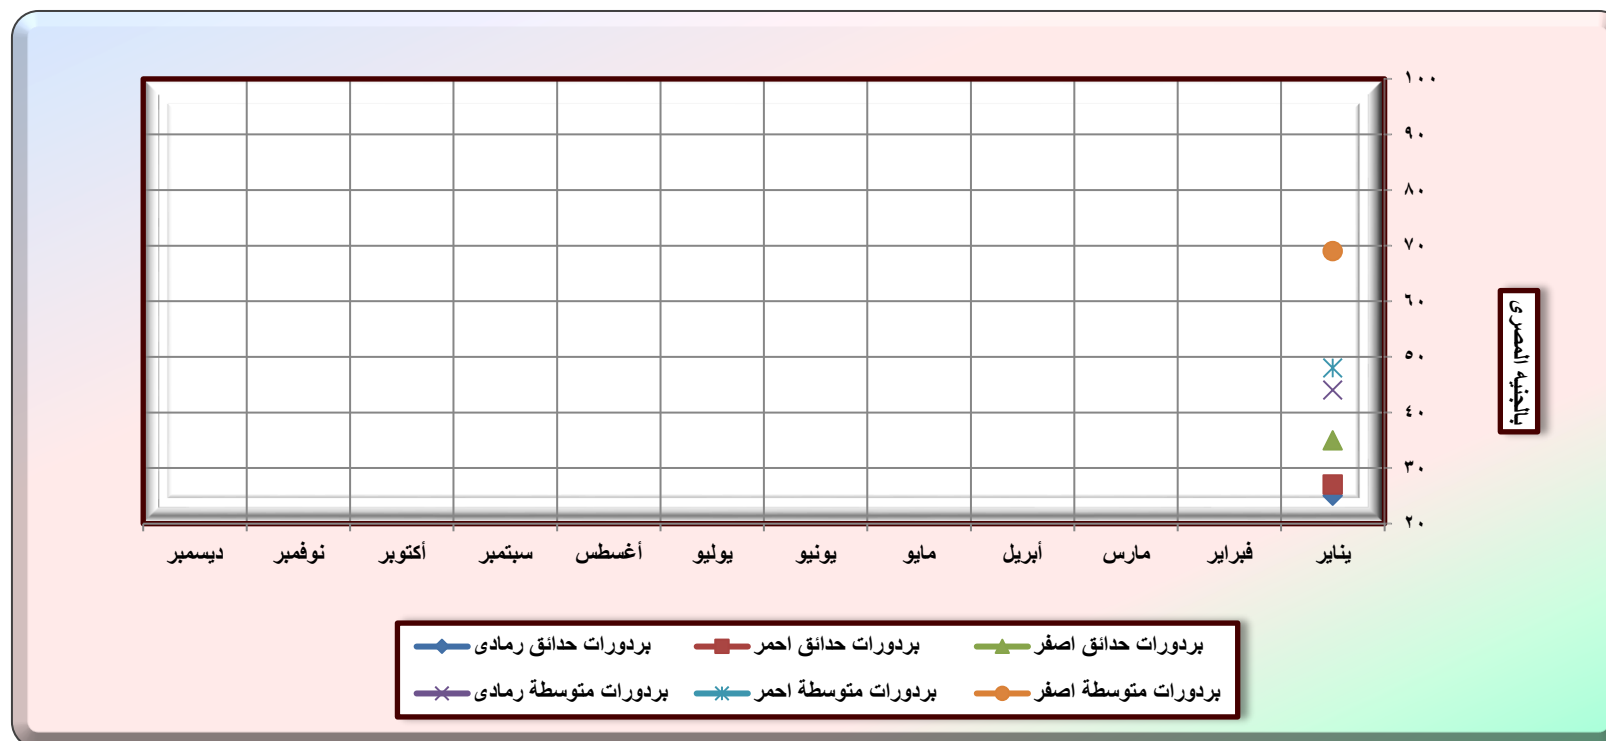 ١٠٠
٩٠
٨٠
٧٠
٦٠
٥٠
٤٠
٣٠
٢٠
بالجنيه المصرى
يناير
فبراير
مارس
أبريل
مايو
يونيو
يوليو
أغسطس
سبتمبر
أكتوبر
نوفمبر
ديسمبر
بردورات حدائق رمادى
بردورات حدائق احمر
بردورات حدائق اصفر
بردورات متوسطة رمادى
بردورات متوسطة احمر
بردورات متوسطة اصفر